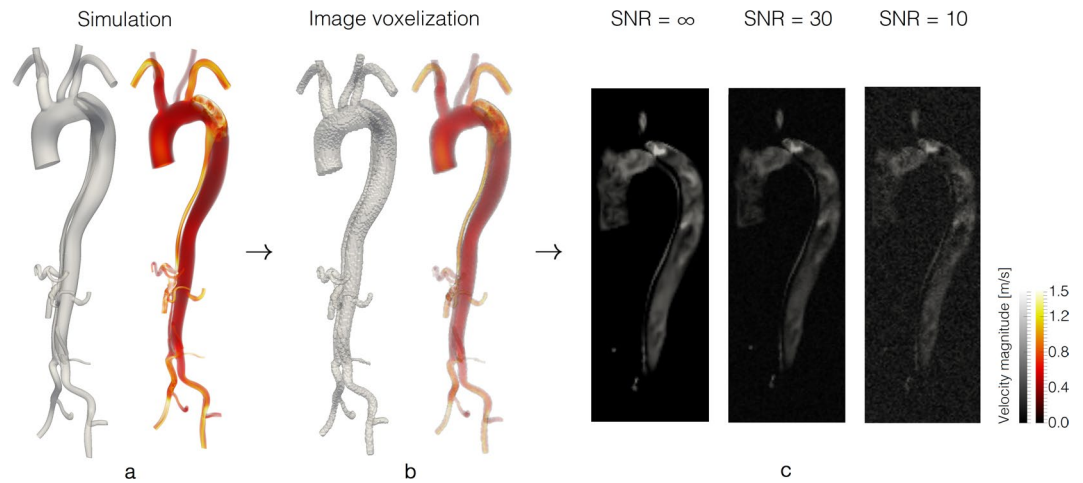 Simulation
Image voxelization
SNR = ∞
SNR = 30
SNR = 10
→
→
Velocity magnitude [m/s]
1.5
1.2
0.8
0.4
0.0
a
b
c